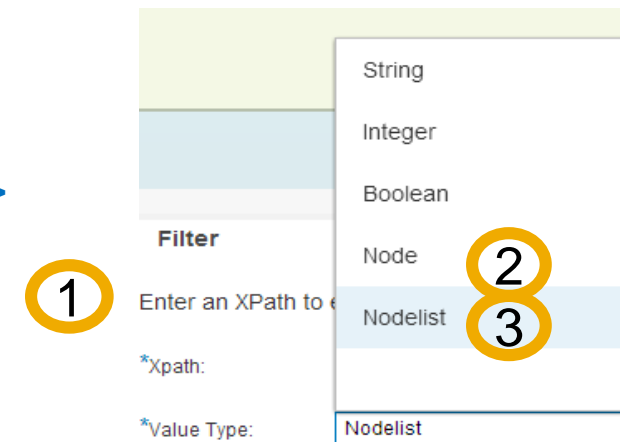 String
Integer
Boolean
Filter
Node 2
1 Enter an XPath to
Nodelist 3
*Xpath:
*Value Type: Nodelist